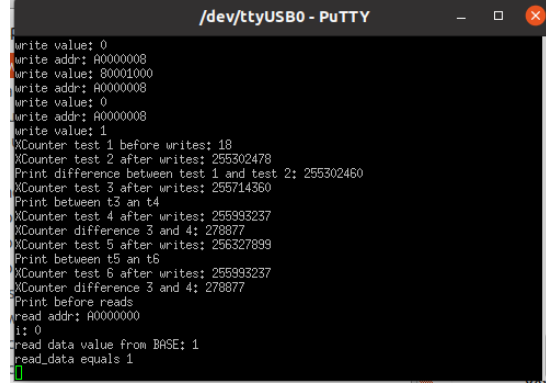 /dev/ttyUSB0 - PuTTY
write value: 0
write addr: A0000008
write value: 80001000
write addr: A0000008
write value: 0
write addr: A0000008
write value: 1
XCounter test 1 before writes: 18
XCounter test 2 after writes: 255302478
Print difference between test 1 and test 2: 255302460
XCounter test 3 after writes: 255714360
Print between t3 an t4
XCounter test 4 after writes: 255993237
XCounter difference 3 and 4: 278877
XCounter test 5 after writes: 256327899
Print between t5 an t6
XCounter test 6 after writes: 255993237
XCounter difference 3 and 4: 278877
Print before reads
read addr: A0000000
i: 0
read data value from BASE: 1
read_data equals 1